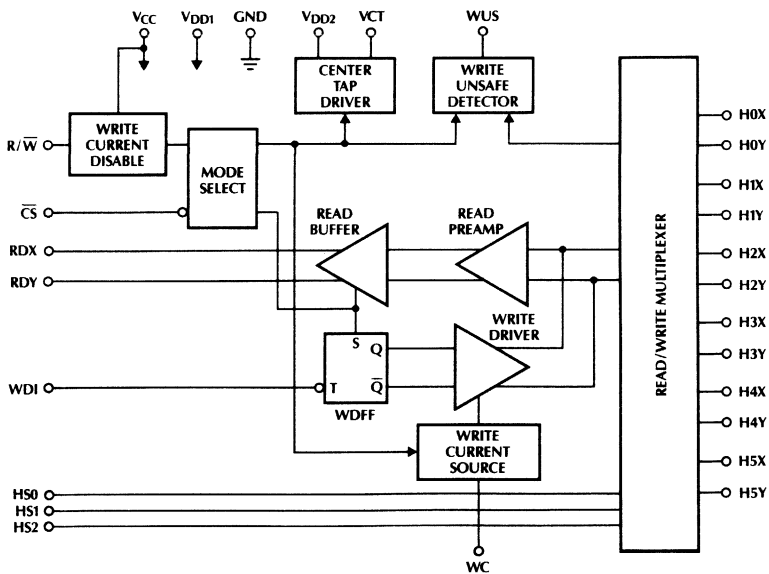 VCC
VDD1
GND
VDD2
VCT
WUS
CENTER
TAP
DRIVER
WRITE
UNSAFE
DETECTOR
R/W̅
WRITE
CURRENT
DISABLE
MODE
SELECT
C̅S̅
READ
BUFFER
READ
PREAMP
RDX
RDY
WRITE
DRIVER
S
Q
T
Q̅
WDI
WDFF
WRITE
CURRENT
SOURCE
HS0
HS1
HS2
WC
READ/WRITE MULTIPLEXER
H0X
H0Y
H1X
H1Y
H2X
H2Y
H3X
H3Y
H4X
H4Y
H5X
H5Y